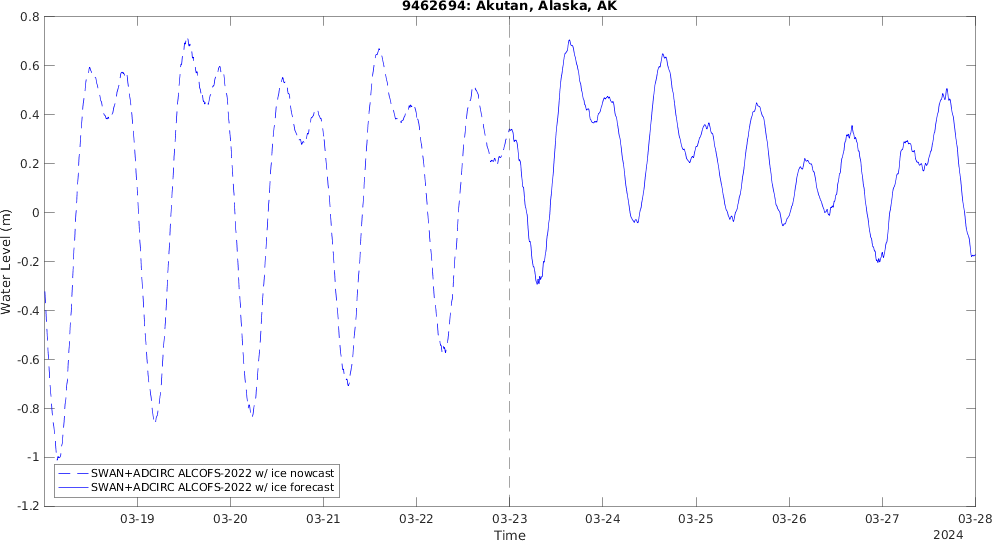 9462694: Akutan, Alaska, AK
0.8
0.6
0.4
0.2
0
-0.2
-0.4
-0.6
-0.8
-1
-1.2
Water Level (m)
SWAN+ADCIRC ALCOFS-2022 w/ ice nowcast
SWAN+ADCIRC ALCOFS-2022 w/ ice forecast
03-19 03-20 03-21 03-22 03-23 03-24 03-25 03-26 03-27 03-28
Time
2024